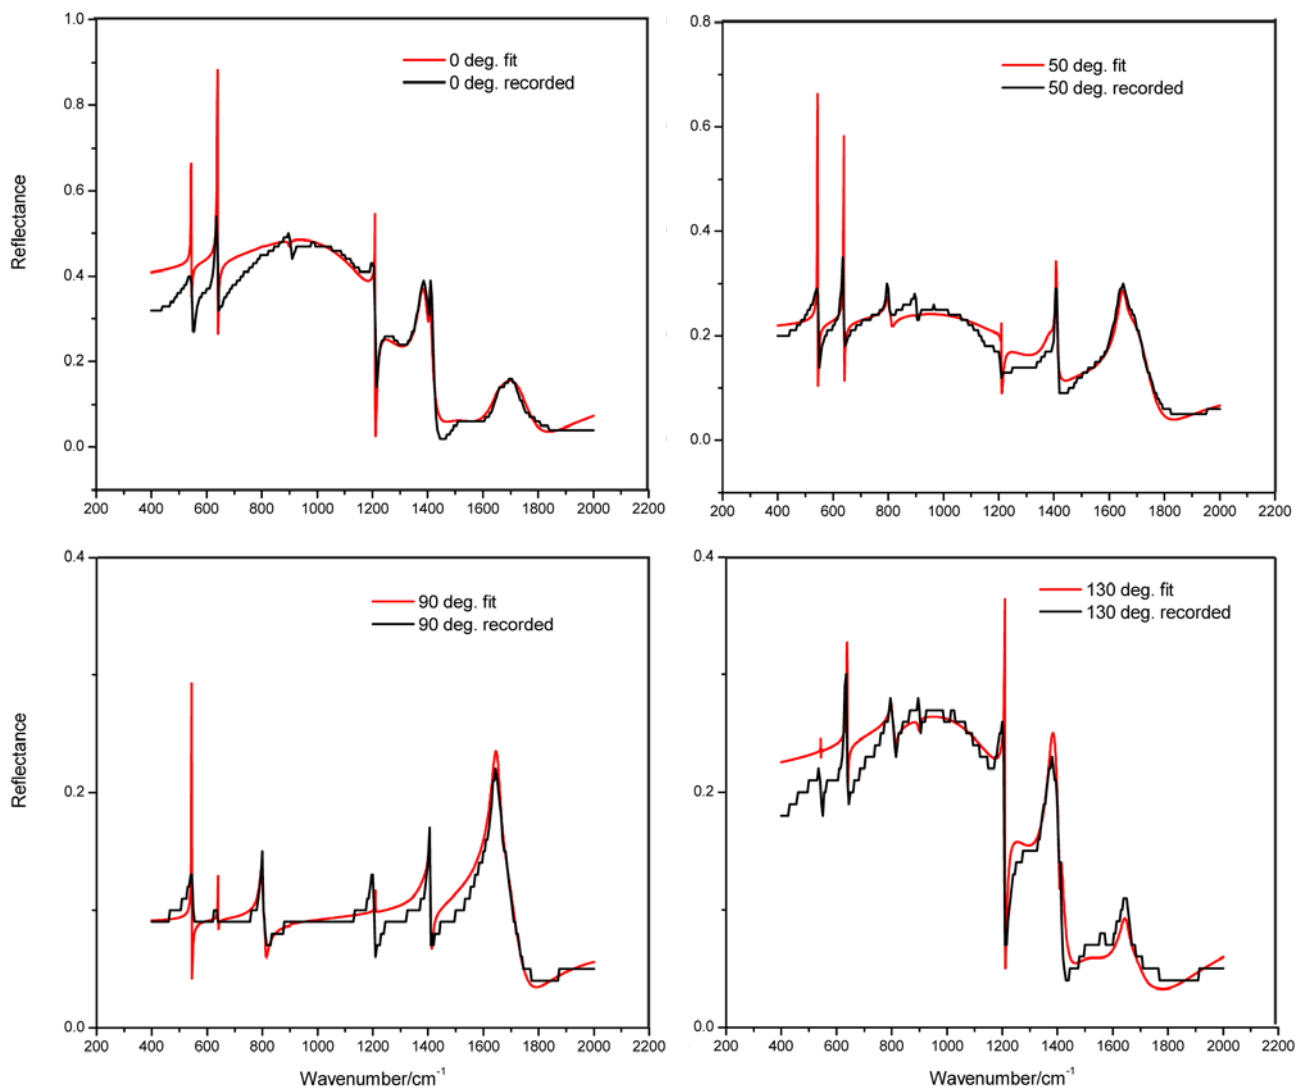 1.0
0 deg. fit
0 deg. recorded
0.8
0.6
0.4
0.2
0.0
Reflectance
200 400 600 800 1000 1200 1400 1600 1800 2000 2200
0.8
50 deg. fit
50 deg. recorded
0.6
0.4
0.2
0.0
200 400 600 800 1000 1200 1400 1600 1800 2000 2200
0.4
90 deg. fit
90 deg. recorded
0.2
0.0
Reflectance
200 400 600 800 1000 1200 1400 1600 1800 2000 2200
Wavenumber/cm⁻¹
0.4
130 deg. fit
130 deg. recorded
0.2
0.0
200 400 600 800 1000 1200 1400 1600 1800 2000 2200
Wavenumber/cm⁻¹